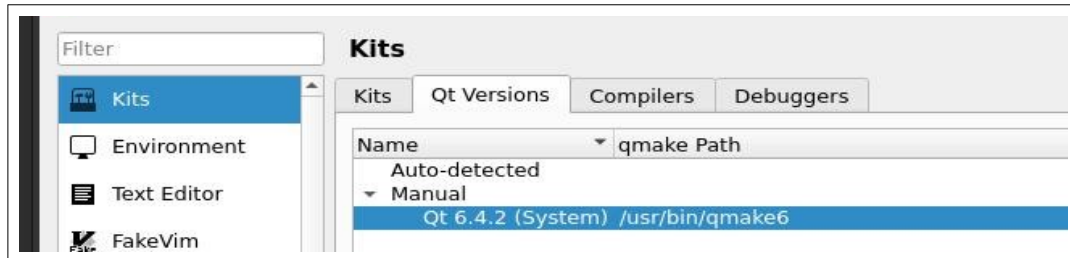 Filter
Kits
Kits
Environment
Text Editor
FakeVim
Kits Qt Versions Compilers Debuggers
Name qmake Path
Auto-detected
Manual
Qt 6.4.2 (System) /usr/bin/qmake6